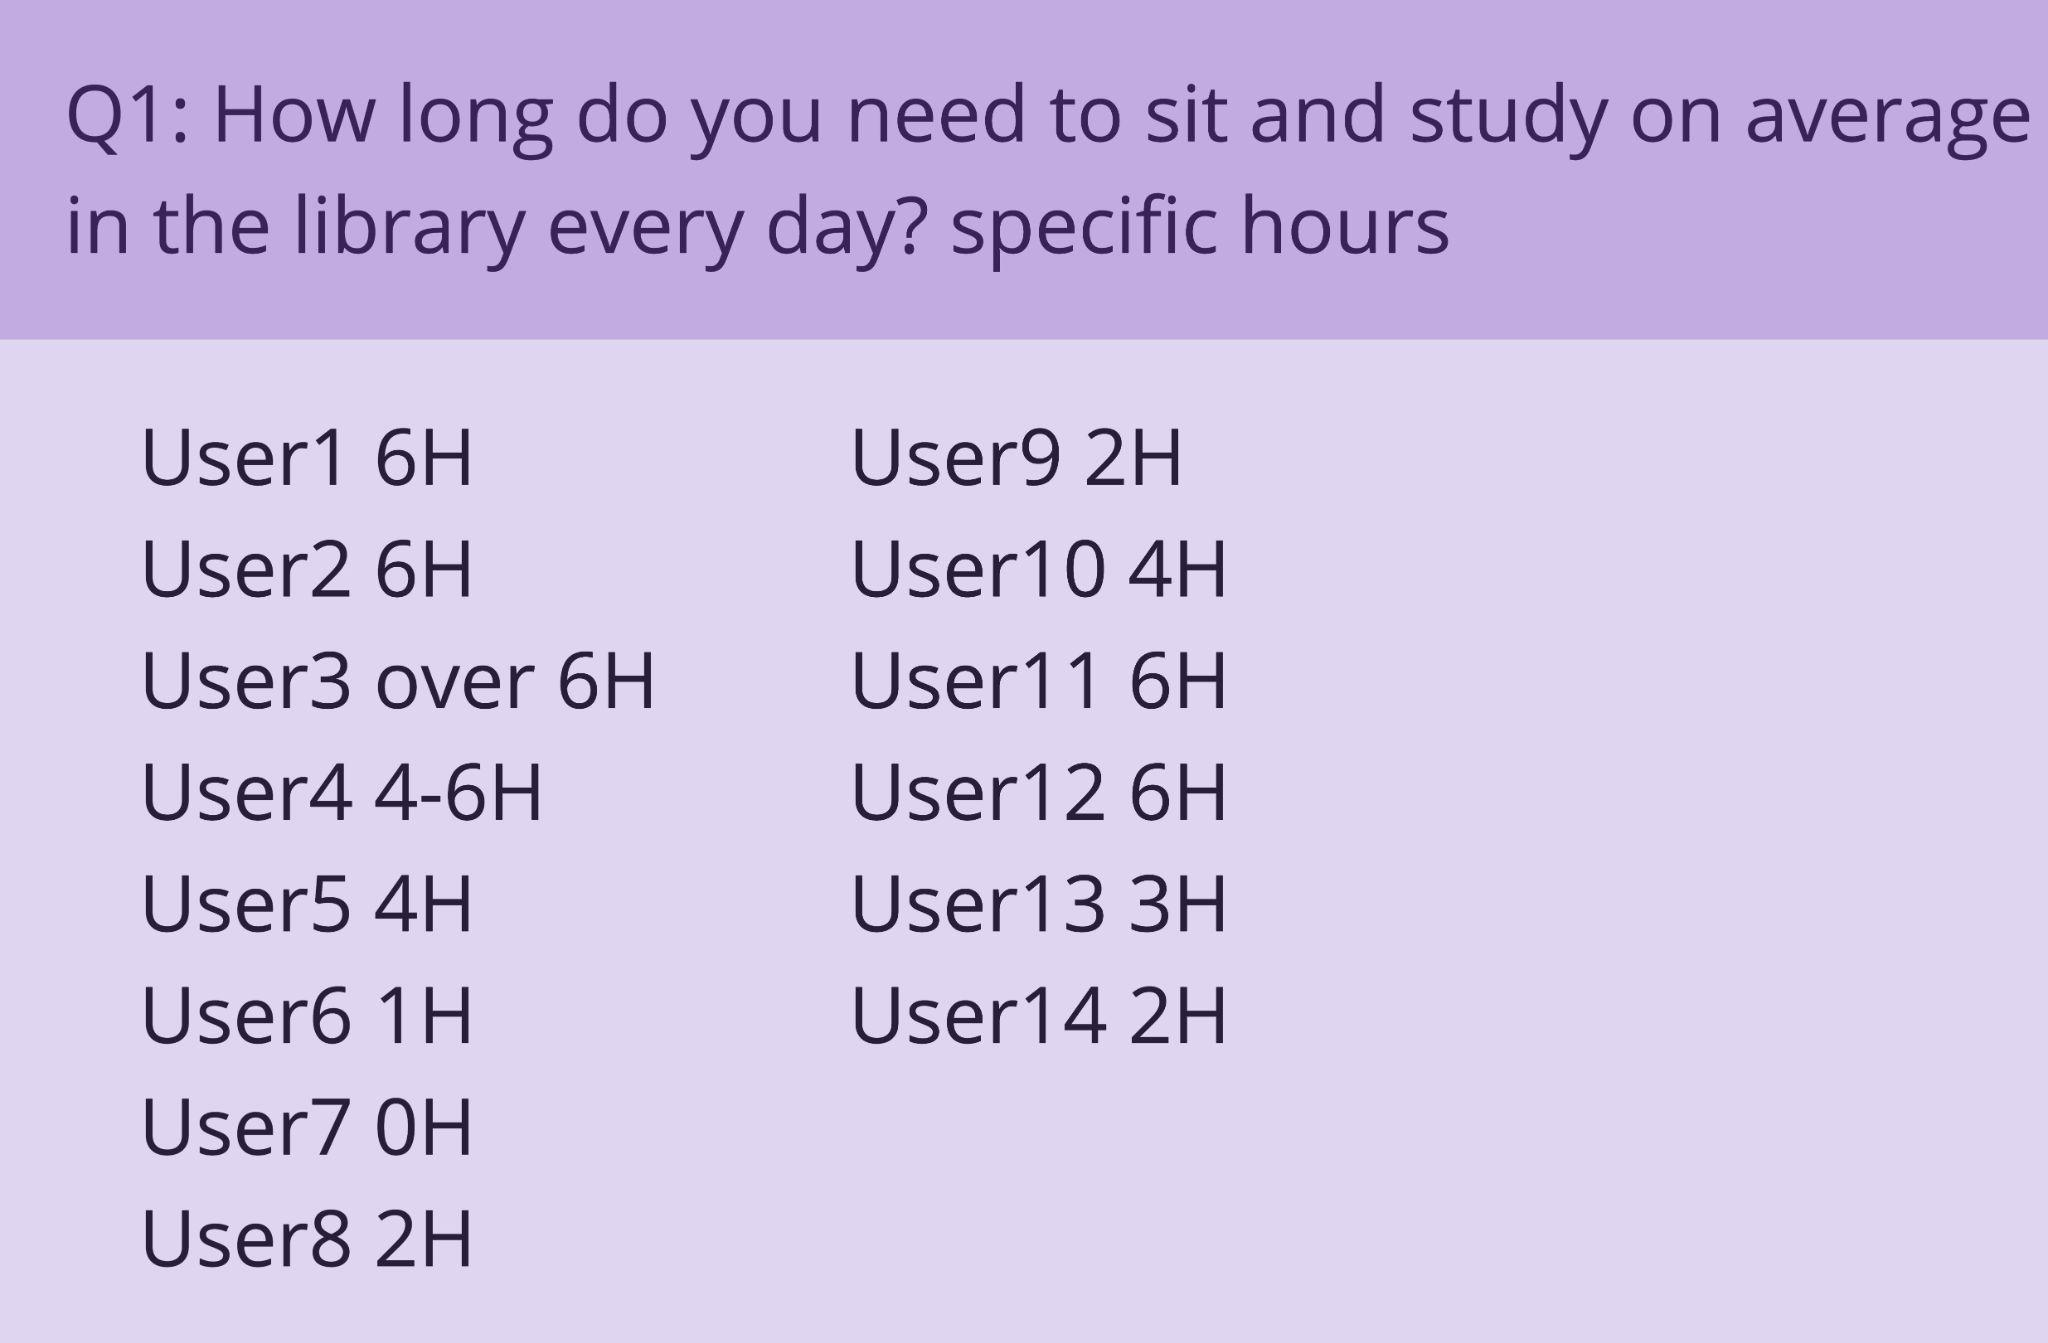 Q1: How long do you need to sit and study on average
in the library every day? specific hours
User1 6H
User2 6H
User3 over 6H
User4 4-6H
User5 4H
User6 1H
User7 0H
User8 2H
User9 2H
User10 4H
User11 6H
User12 6H
User13 3H
User14 2H